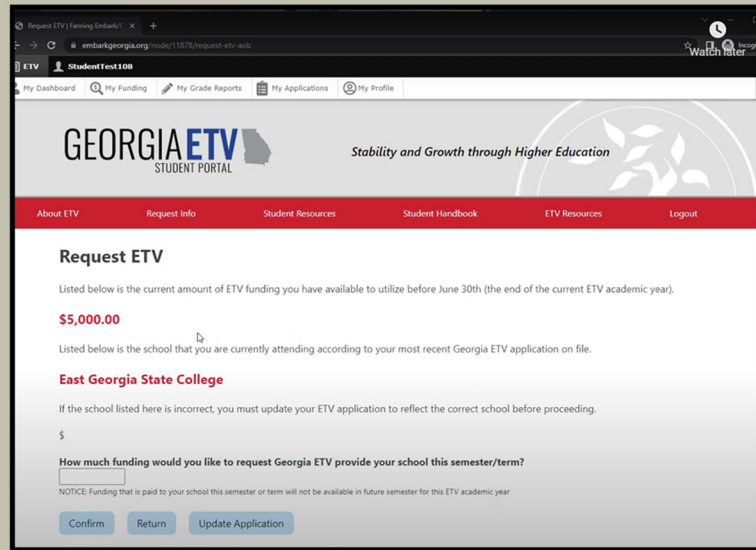 Request ETV | Fanning Embark/
embarkgeorgia.org/node/11878/request-etv-aob
Watch later
ETV StudentTest108
My Dashboard My Funding My Grade Reports My Applications My Profile
GEORGIA ETV
STUDENT PORTAL
Stability and Growth through Higher Education
About ETV Request Info Student Resources Student Handbook ETV Resources Logout
Request ETV
Listed below is the current amount of ETV funding you have available to utilize before June 30th (the end of the current ETV academic year).
$5,000.00
Listed below is the school that you are currently attending according to your most recent Georgia ETV application on file.
East Georgia State College
If the school listed here is incorrect, you must update your ETV application to reflect the correct school before proceeding.
$
How much funding would you like to request Georgia ETV provide your school this semester/term?
NOTICE: Funding that is paid to your school this semester or term will not be available in future semester for this ETV academic year
Confirm Return Update Application